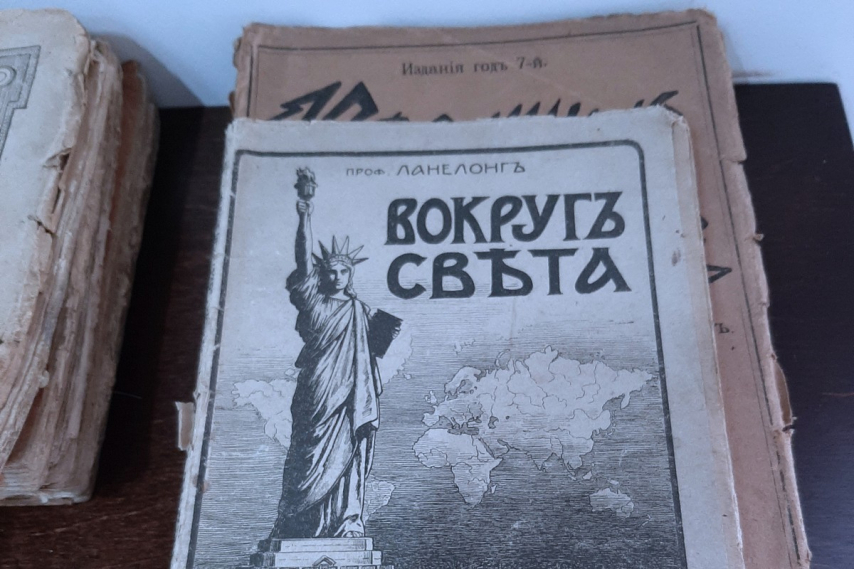 Изданія годъ 7-й.
ПРОФ. ЛАНЕЛОНГЪ
ВОКРУГЪ
СВѢТА